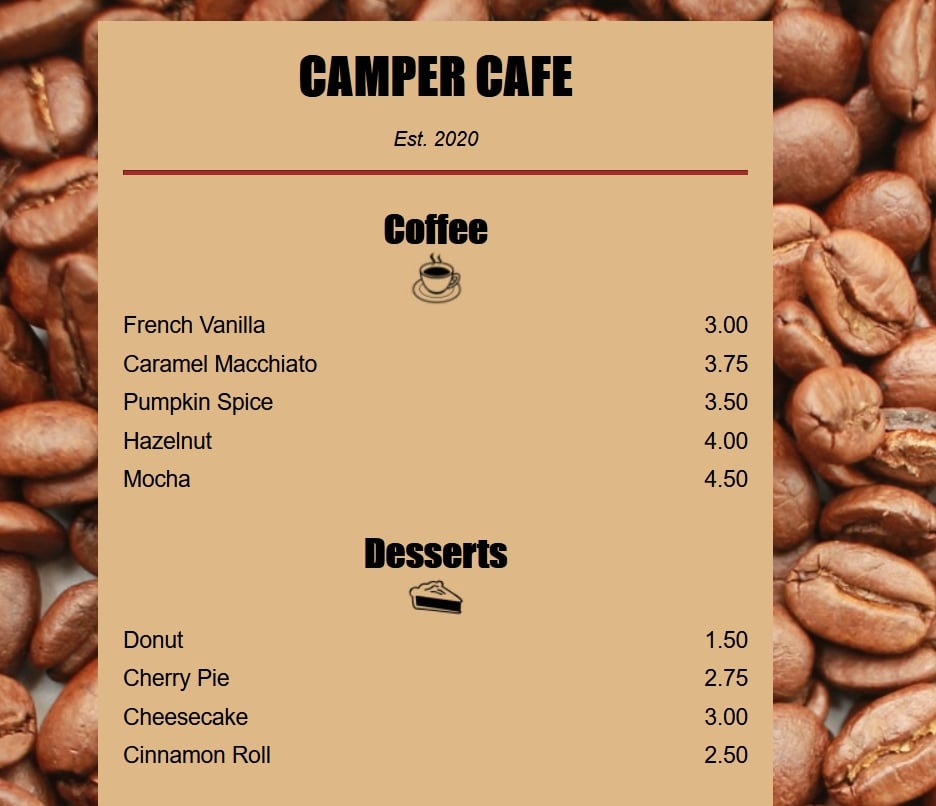 CAMPER CAFE
Est. 2020
Coffee
French Vanilla 3.00
Caramel Macchiato 3.75
Pumpkin Spice 3.50
Hazelnut 4.00
Mocha 4.50
Desserts
Donut 1.50
Cherry Pie 2.75
Cheesecake 3.00
Cinnamon Roll 2.50